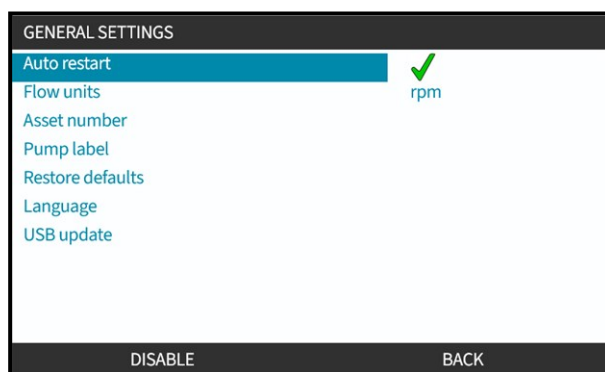 GENERAL SETTINGS
Auto restart
Flow units rpm
Asset number
Pump label
Restore defaults
Language
USB update
DISABLE BACK